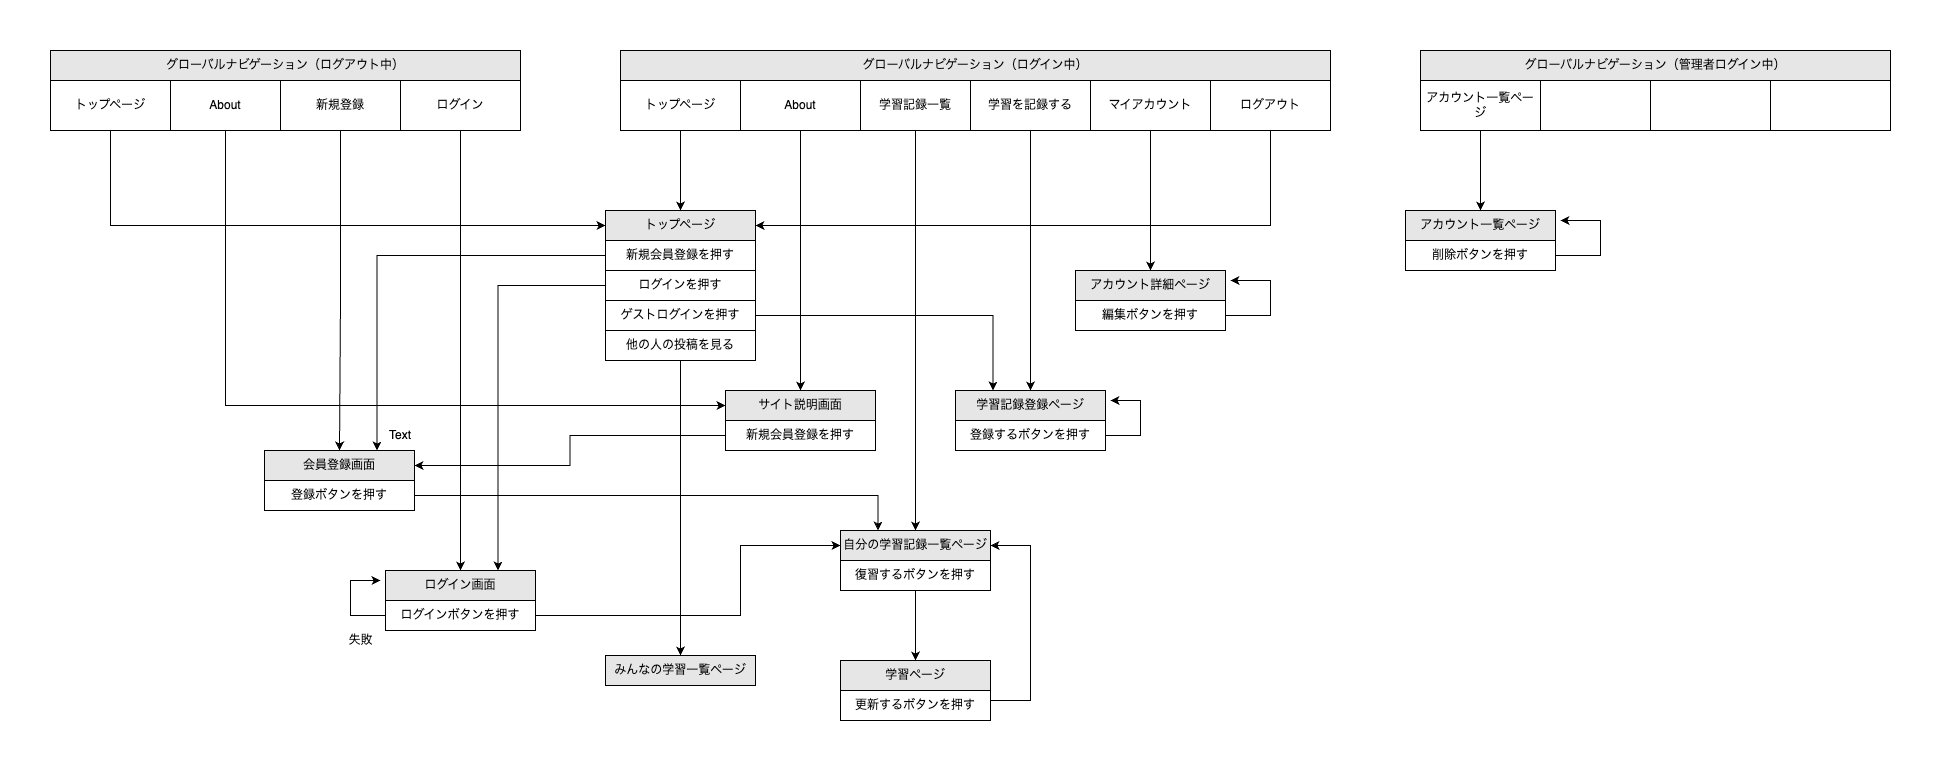 グローバルナビゲーション（ログアウト中）
トップページ
About
新規登録
ログイン
グローバルナビゲーション（ログイン中）
トップページ
About
学習記録一覧
学習を記録する
マイアカウント
ログアウト
グローバルナビゲーション（管理者ログイン中）
アカウント一覧ペー
ジ
トップページ
新規会員登録を押す
ログインを押す
ゲストログインを押す
他の人の投稿を見る
アカウント詳細ページ
編集ボタンを押す
アカウント一覧ページ
削除ボタンを押す
サイト説明画面
新規会員登録を押す
学習記録登録ページ
登録するボタンを押す
Text
会員登録画面
登録ボタンを押す
自分の学習記録一覧ページ
復習するボタンを押す
ログイン画面
ログインボタンを押す
失敗
みんなの学習一覧ページ
学習ページ
更新するボタンを押す